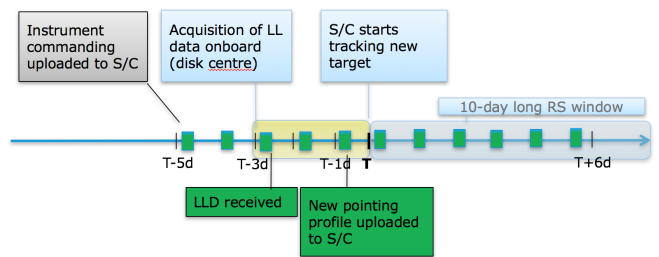 Instrument
commanding
uploaded to S/C
Acquisition of LL
data onboard
(disk centre)
S/C starts
tracking new
target
10-day long RS window
T-5d
T-3d
T-1d
T
T+6d
LLD received
New pointing
profile uploaded
to S/C